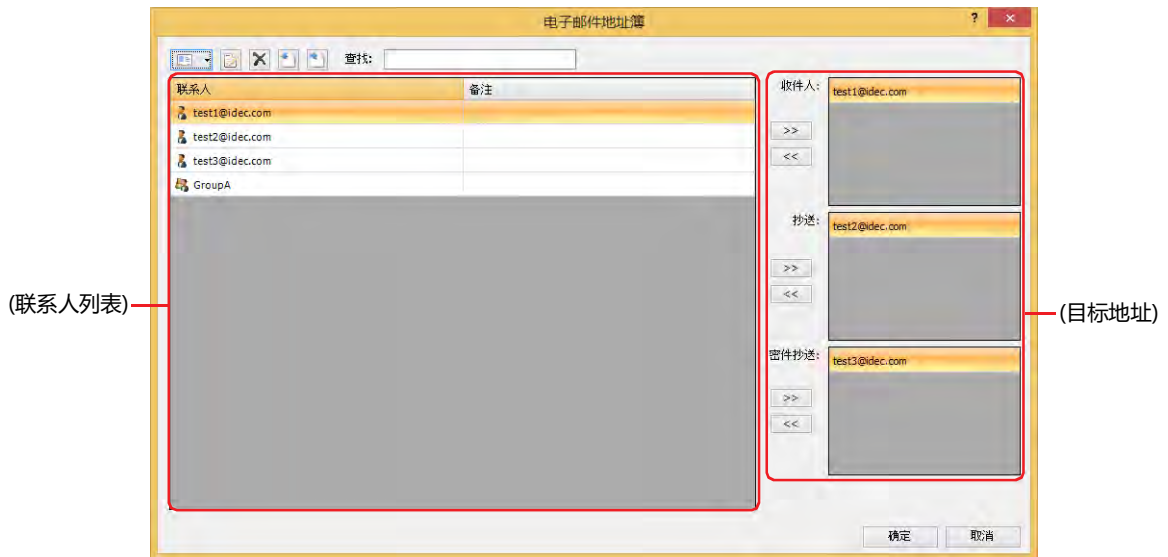 电子邮件地址簿
?
×
查找:
联系人 备注
test1@idec.com
test2@idec.com
test3@idec.com
GroupA
收件人:
test1@idec.com
>>
<<
抄送:
test2@idec.com
>>
<<
密件抄送:
test3@idec.com
>>
<<
(联系人列表)
(目标地址)
确定 取消